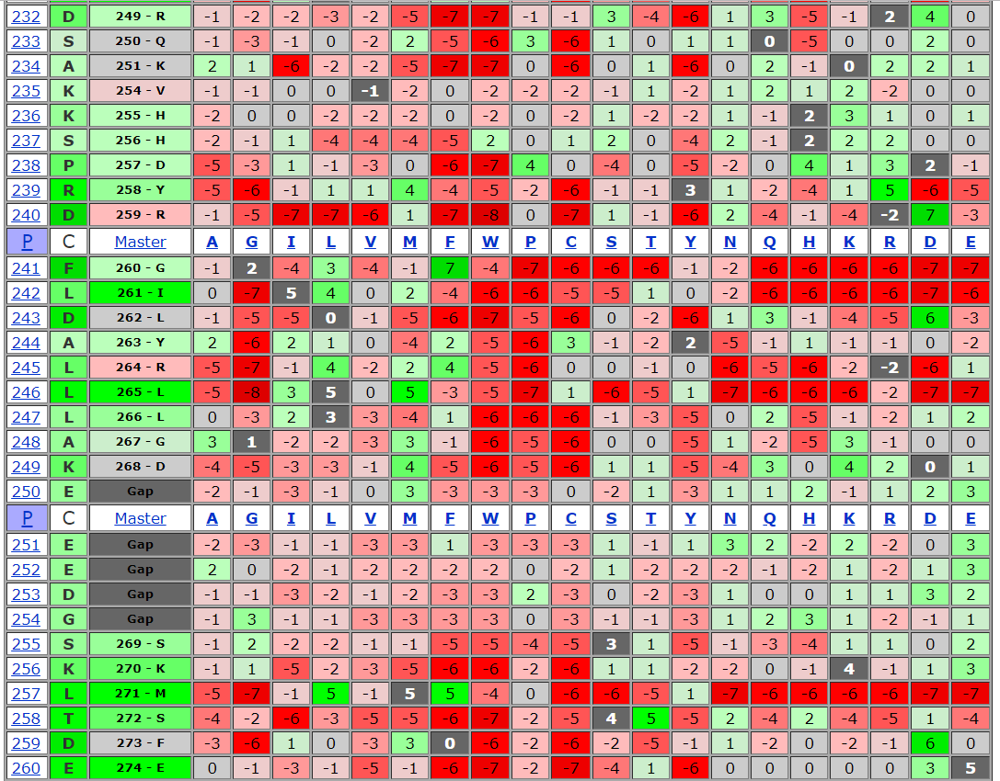 232 D 249 - R -1 -2 -2 -3 -2 -5 -7 -7 -1 -1 3 -4 -6 1 3 -5 -1 2 4 0
233 S 250 - Q -1 -3 -1 0 -2 2 -5 -6 3 -6 1 0 1 1 0 -5 0 0 2 0
234 A 251 - K 2 1 -6 -2 -2 -5 -7 -7 0 -6 0 1 -6 0 2 -1 0 2 2 1
235 K 254 - V -1 -1 0 0 -1 -2 0 -2 -2 -2 -1 1 -2 1 2 1 2 -2 0 0
236 K 255 - H -2 0 0 -2 -2 -2 0 -2 0 -2 1 -2 -2 1 -1 2 3 1 0 1
237 S 256 - H -2 -1 1 -4 -4 -4 -5 2 0 1 2 0 -4 2 -1 2 2 2 0 0
238 P 257 - D -5 -3 1 -1 -3 0 -6 -7 4 0 -4 0 -5 -2 0 4 1 3 2 -1
239 R 258 - Y -5 -6 -1 1 1 4 -4 -5 -2 -6 -1 -1 3 1 -2 -4 1 5 -6 -5
240 D 259 - R -1 -5 -7 -7 -6 1 -7 -8 0 -7 1 -1 -6 2 -4 -1 -4 -2 7 -3
P C Master A G I L V M F W P C S T Y N Q H K R D E
241 F 260 - G -1 2 -4 3 -4 -1 7 -4 -7 -6 -6 -6 -1 -2 -6 -6 -6 -6 -7 -7
242 L 261 - I 0 -7 5 4 0 2 -4 -6 -6 -5 -5 1 0 -2 -6 -6 -6 -6 -7 -6
243 D 262 - L -1 -5 -5 0 -1 -5 -6 -7 -5 -6 0 -2 -6 1 3 -1 -4 -5 6 -3
244 A 263 - Y 2 -6 2 1 0 -4 2 -5 -6 3 -1 -2 2 -5 -1 1 -1 -1 0 -2
245 L 264 - R -5 -7 -1 4 -2 2 4 -5 -6 0 0 -1 0 -6 -5 -6 -2 -2 -6 1
246 L 265 - L -5 -8 3 5 0 5 -3 -5 -7 1 -6 -5 1 -7 -6 -6 -6 -2 -7 -7
247 L 266 - L 0 -3 2 3 -3 -4 1 -6 -6 -6 -1 -3 -5 0 2 -5 -1 -2 1 2
248 A 267 - G 3 1 -2 -2 -3 3 -1 -6 -5 -6 0 0 -5 1 -2 -5 3 -1 0 0
249 K 268 - D -4 -5 -3 -3 -1 4 -5 -6 -5 -6 1 1 -5 -4 3 0 4 2 0 1
250 E Gap -2 -1 -3 -1 0 3 -3 -3 -3 0 -2 1 -3 1 1 2 -1 1 2 3
P C Master A G I L V M F W P C S T Y N Q H K R D E
251 E Gap -2 -3 -1 -1 -3 -3 1 -3 -3 -3 1 -1 1 3 2 -2 2 -2 0 3
252 E Gap 2 0 -2 -1 -2 -2 -2 -2 0 -2 1 -2 -2 -2 -1 -2 1 -2 1 3
253 D Gap -1 -1 -3 -2 -1 -2 -3 -3 2 -3 0 -2 -3 1 0 0 1 1 3 2
254 G Gap -1 3 -1 -1 -3 -3 -3 -3 0 -3 -1 -1 -3 1 2 3 1 -2 -1 1
255 S 269 - S -1 2 -2 -2 -1 -1 -5 -5 -4 -5 3 1 -5 -1 -3 -4 1 1 0 2
256 K 270 - K -1 1 -5 -2 -3 -5 -6 -6 -2 -6 1 1 -2 -2 0 -1 4 -1 1 3
257 L 271 - M -5 -7 -1 5 -1 5 5 -4 0 -6 -6 -5 1 -7 -6 -6 -6 -6 -7 -7
258 T 272 - S -4 -2 -6 -3 -5 -5 -6 -7 -2 -5 4 5 -5 2 -4 2 -4 -5 1 -4
259 D 273 - F -3 -6 1 0 -3 3 0 -6 -2 -6 -2 -5 -1 1 -2 0 -2 -1 6 0
260 E 274 - E 0 -1 -3 -1 -5 -1 -6 -7 -2 -7 -4 1 -6 0 0 0 0 0 3 5